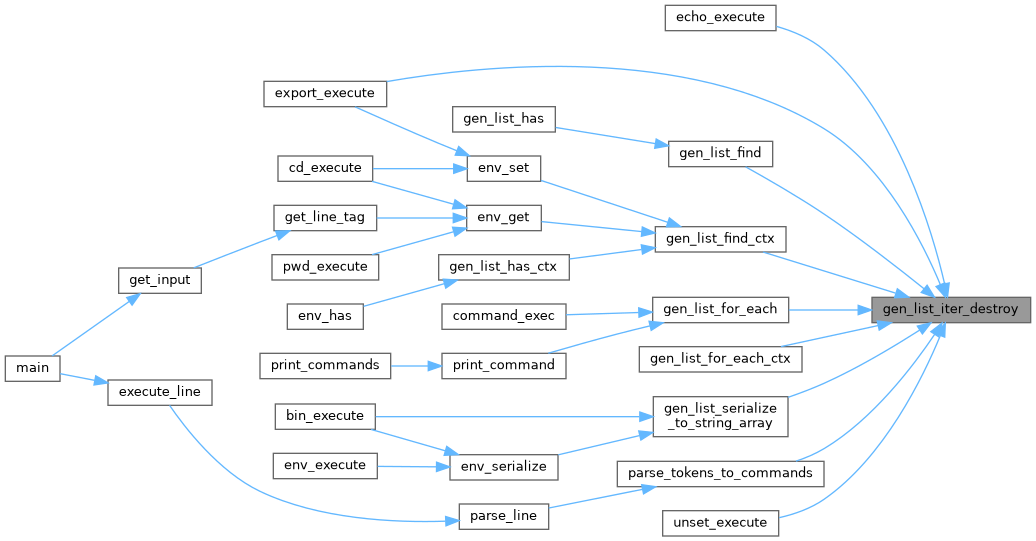 echo_execute
export_execute
gen_list_has
gen_list_find
cd_execute
env_set
get_line_tag
env_get
gen_list_find_ctx
pwd_execute
gen_list_has_ctx
get_input
gen_list_iter_destroy
env_has
command_exec
gen_list_for_each
gen_list_for_each_ctx
main
print_commands
print_command
execute_line
bin_execute
gen_list_serialize
_to_string_array
env_execute
env_serialize
parse_tokens_to_commands
parse_line
unset_execute